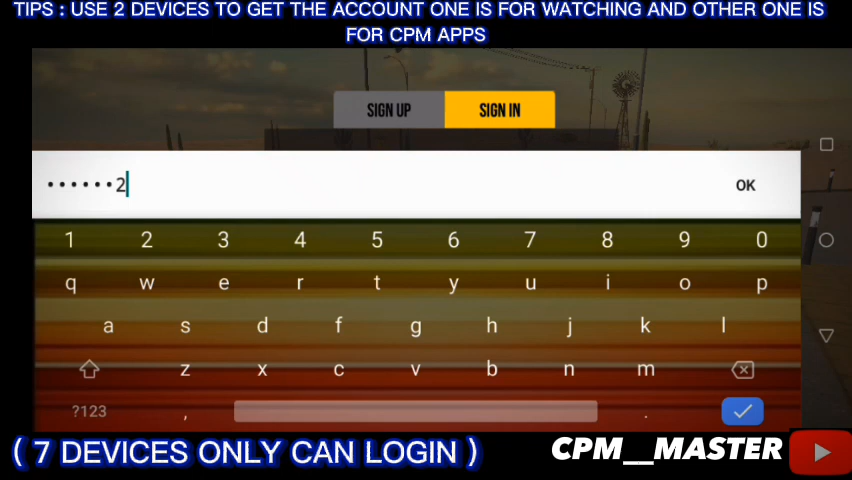 TIPS : USE 2 DEVICES TO GET THE ACCOUNT ONE IS FOR WATCHING AND OTHER ONE IS
FOR CPM APPS
SIGN UP SIGN IN
••••••2 OK
1 2 3 4 5 6 7 8 9 0
q w e r t y u i o p
a s d f g h j k l
z x c v b n m
?123 , .
( 7 DEVICES ONLY CAN LOGIN ) CPM__MASTER